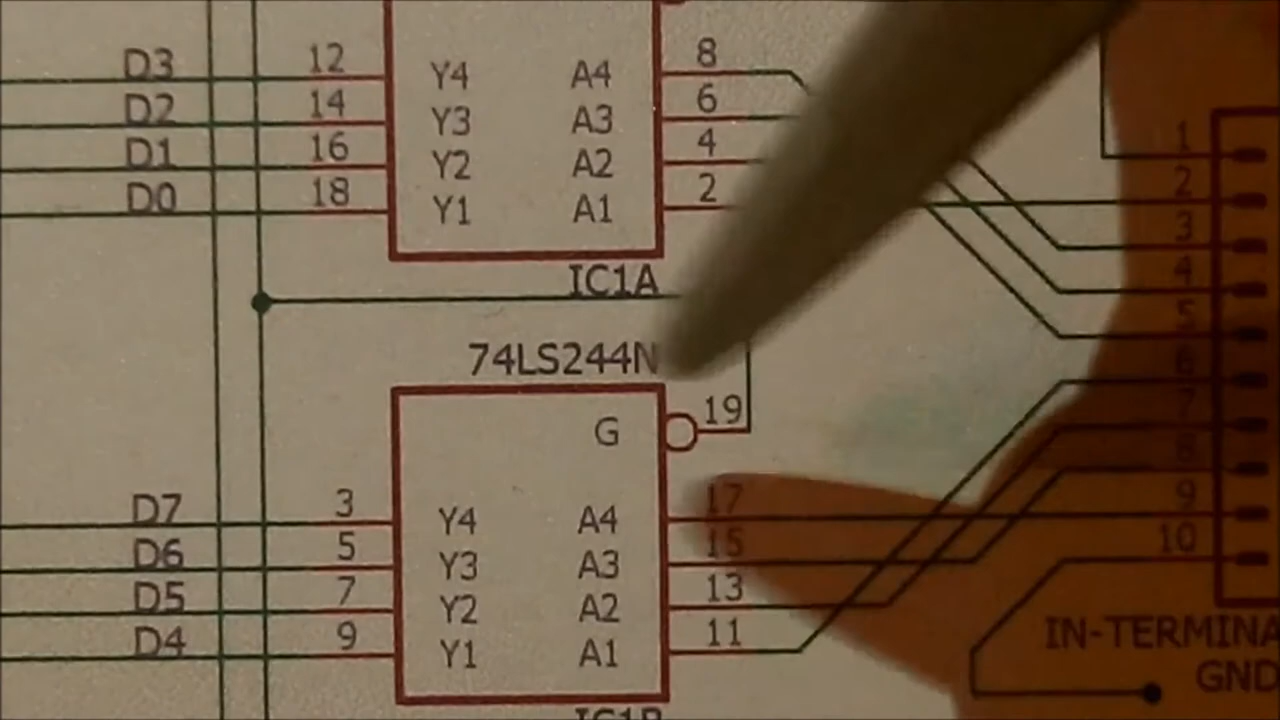 D3 12 Y4 A4 8
D2 14 Y3 A3 6
D1 16 Y2 A2 4
D0 18 Y1 A1 2
1
2
3
4
5
6
7
8
9
10
IC1A
74LS244N
G 19
D7 3 Y4 A4 17
D6 5 Y3 A3 15
D5 7 Y2 A2 13
D4 9 Y1 A1 11
IN-TERMINA
GND